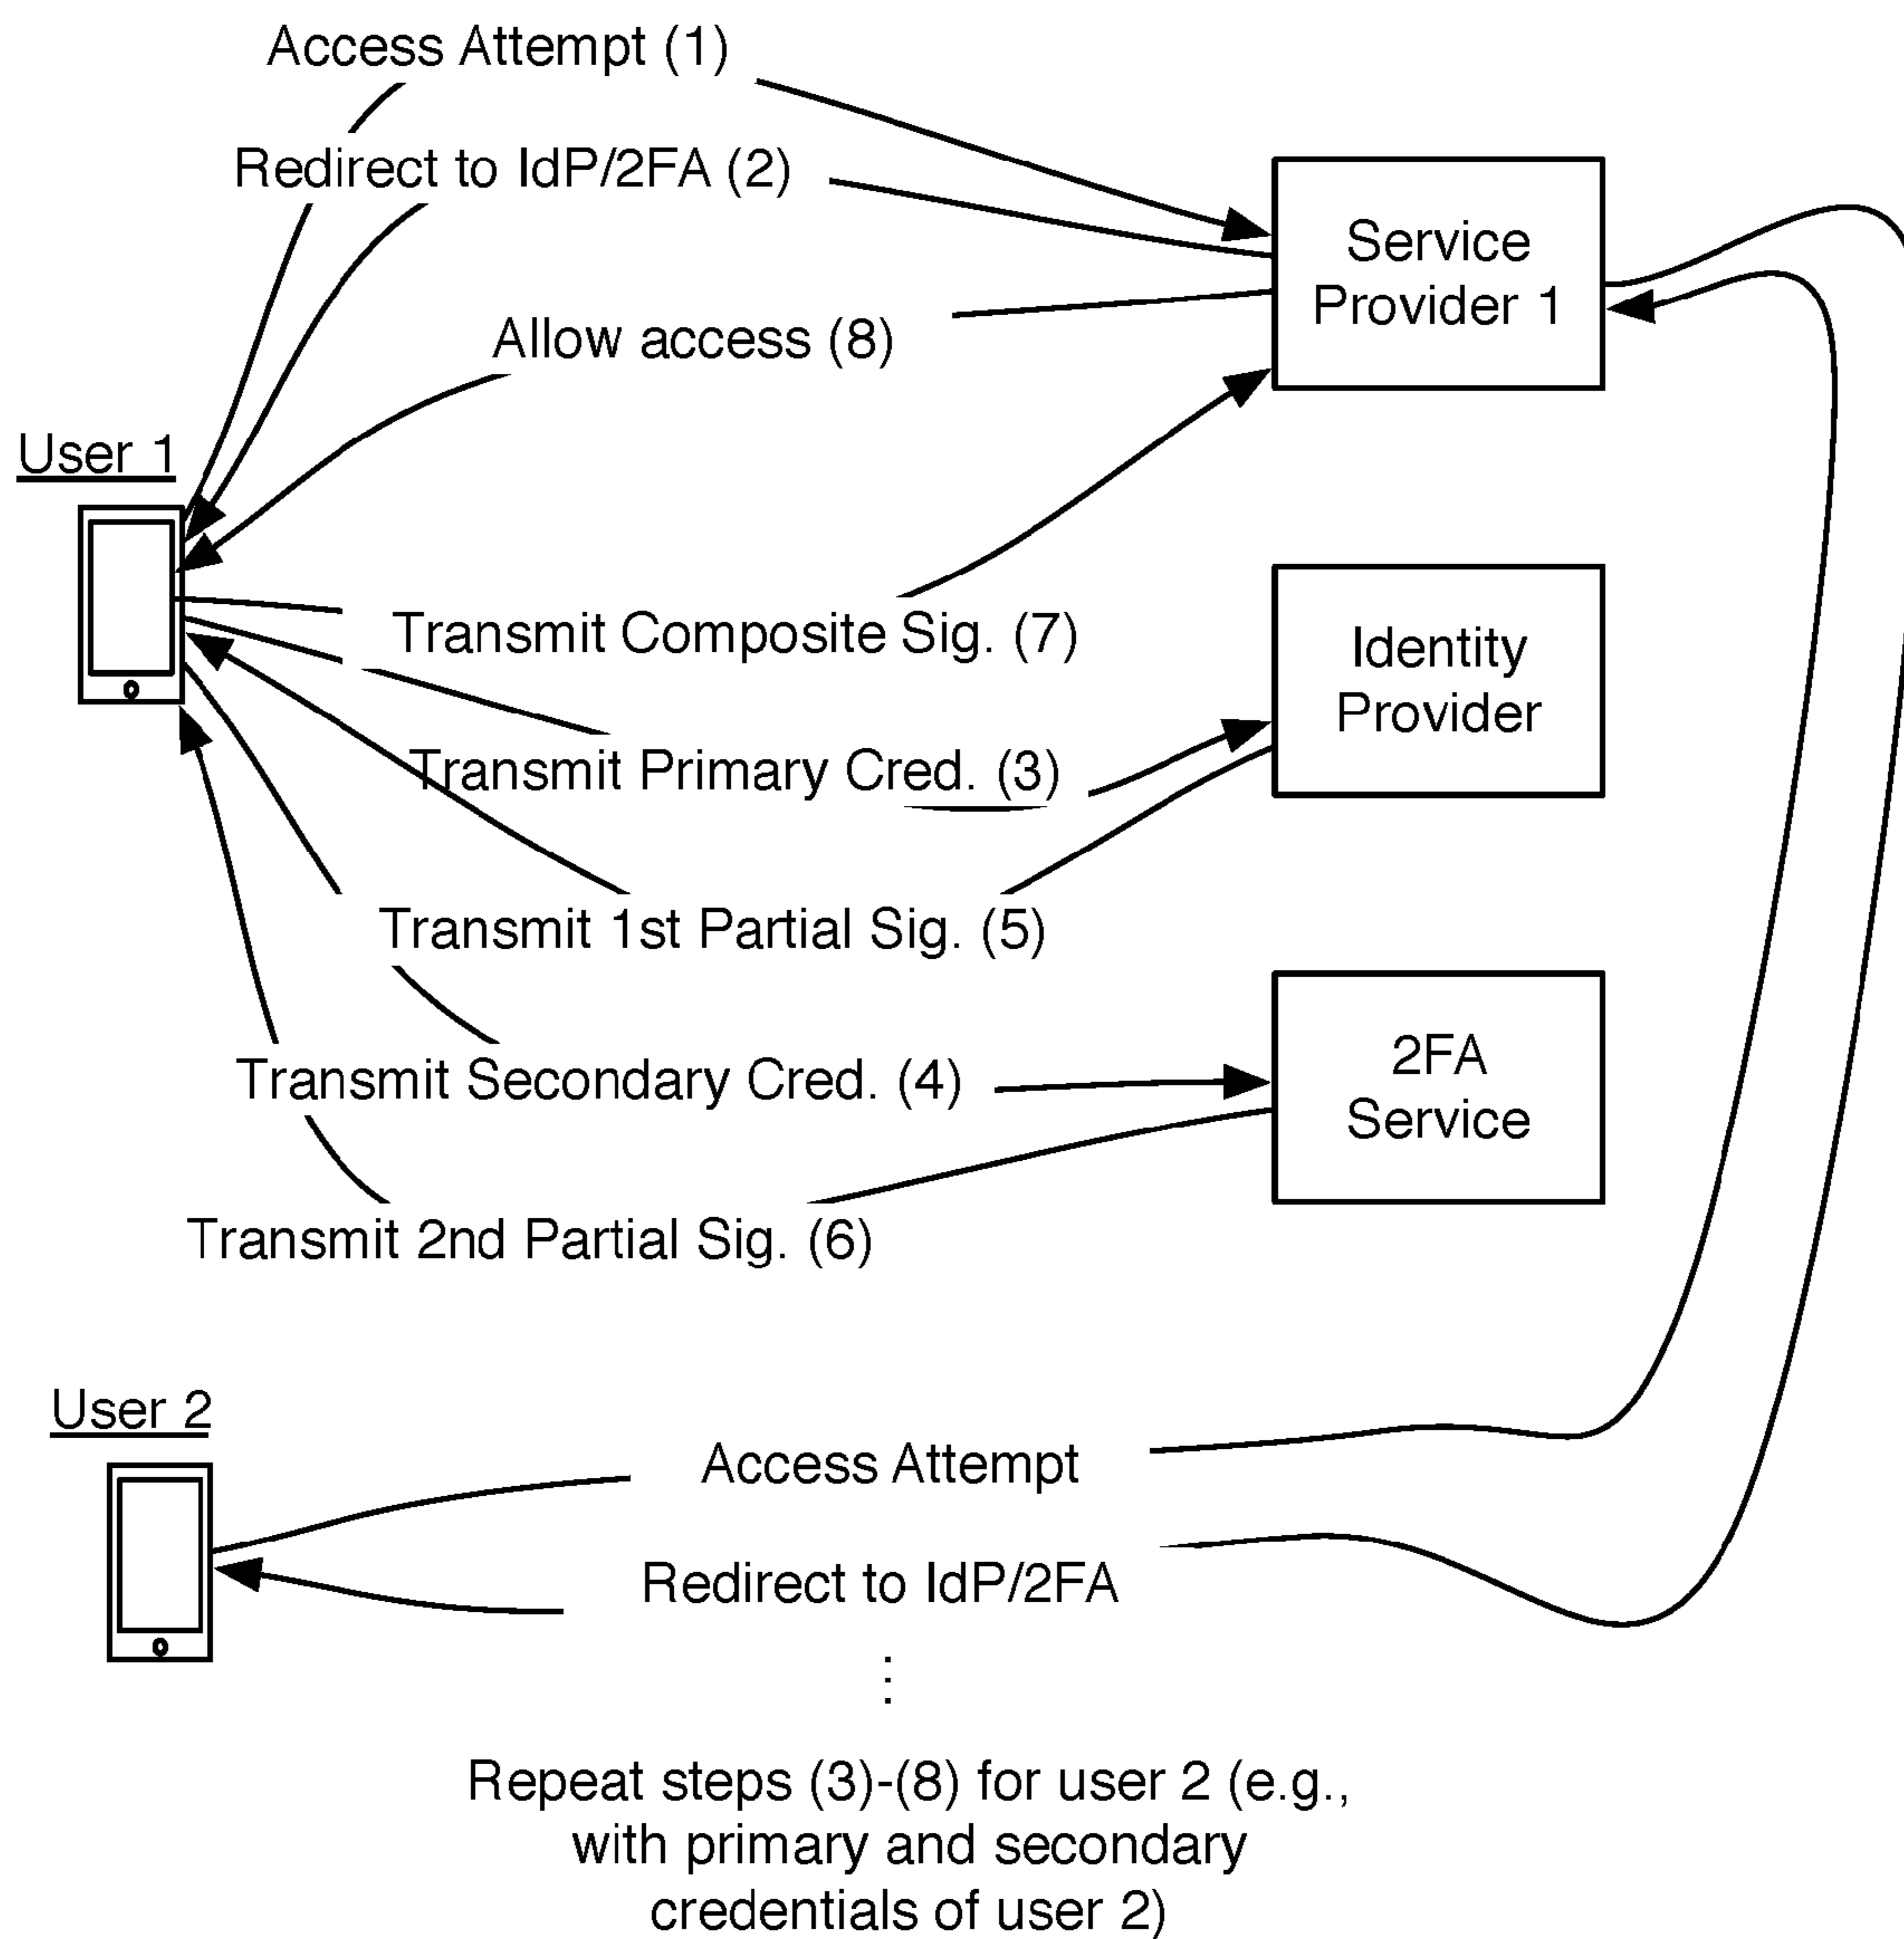 Access Attempt (1)
Redirect to IdP/2FA (2)
Service
Provider 1
Allow access (8)
User 1
Transmit Composite Sig. (7)
Identity
Provider
Transmit Primary Cred. (3)
Transmit 1st Partial Sig. (5)
Transmit Secondary Cred. (4)
2FA
Service
Transmit 2nd Partial Sig. (6)
User 2
Access Attempt
Redirect to IdP/2FA
⋮
Repeat steps (3)-(8) for user 2 (e.g.,
with primary and secondary
credentials of user 2)